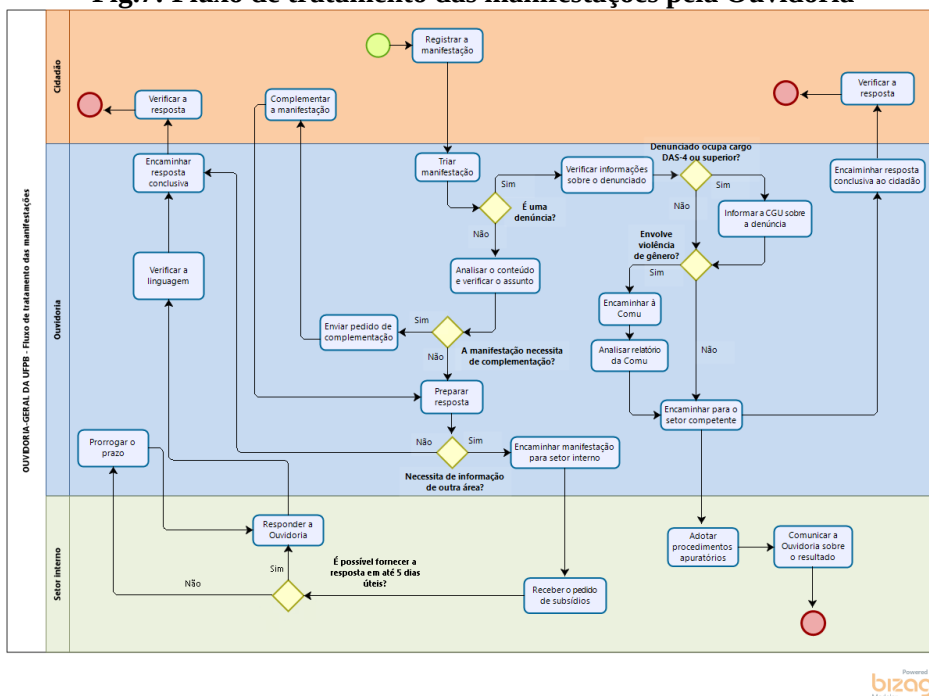 Fig.7: Fluxo de tratamento das manifestações pela Ouvidoria
OUVIDORIA-GERAL DA UFPB - Fluxo de tratamento das manifestações
Cidadão
Registrar a
manifestação
Verificar a
resposta
Complementar
a manifestação
Verificar a
resposta
Ouvidoria
Encaminhar
resposta
conclusiva
Triar
manifestação
Sim
É uma
denúncia?
Não
Verificar informações
sobre o denunciado
Denunciado ocupa cargo
DAS-4 ou superior?
Sim
Não
Informar a CGU sobre
a denúncia
Encaiminhar resposta
conclusiva ao cidadão
Envolve
violência
de gênero?
Sim
Não
Verificar a
linguagem
Analisar o conteúdo
e verificar o assunto
Encaminhar à
Comu
Enviar pedido de
complementação
Sim
Não
A manifestação necessita
de complementação?
Analisar relatório
da Comu
Preparar
resposta
Encaminhar para o
setor competente
Prorrogar o
prazo
Não
Sim
Necessita de informação
de outra área?
Encaminhar manifestação
para setor interno
Setor interno
Responder a
Ouvidoria
Sim
Não
É possível fornecer a
resposta em até 5 dias
úteis?
Receber o pedido
de subsídios
Adotar
procedimentos
apuratórios
Comunicar a
Ouvidoria sobre
o resultado
Powered